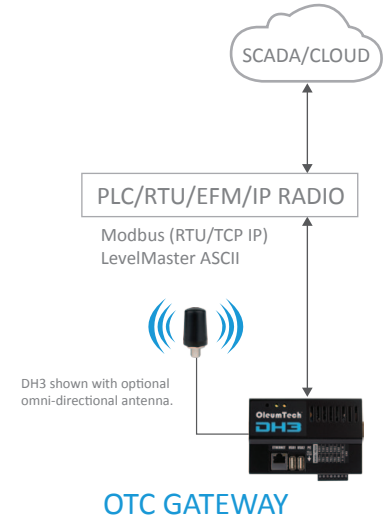 SCADA/CLOUD
PLC/RTU/EFM/IP RADIO
Modbus (RTU/TCP IP)
LevelMaster ASCII
DH3 shown with optional
omni-directional antenna.
OleumTech
DH3
ETHERNET
OTC GATEWAY